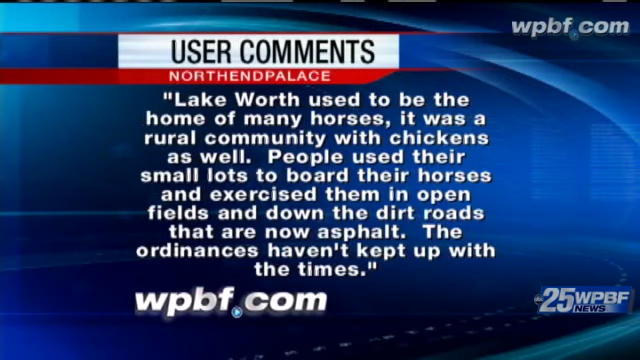 wpbf.com
USER COMMENTS
NORTHENDPALACE
"Lake Worth used to be the
home of many horses, it was a
rural community with chickens
as well.  People used their
small lots to board their horses
and exercised them in open
fields and down the dirt roads
that are now asphalt.  The
ordinances haven't kept up with
the times."
wpbf.com
abc 25 WPBF
NEWS